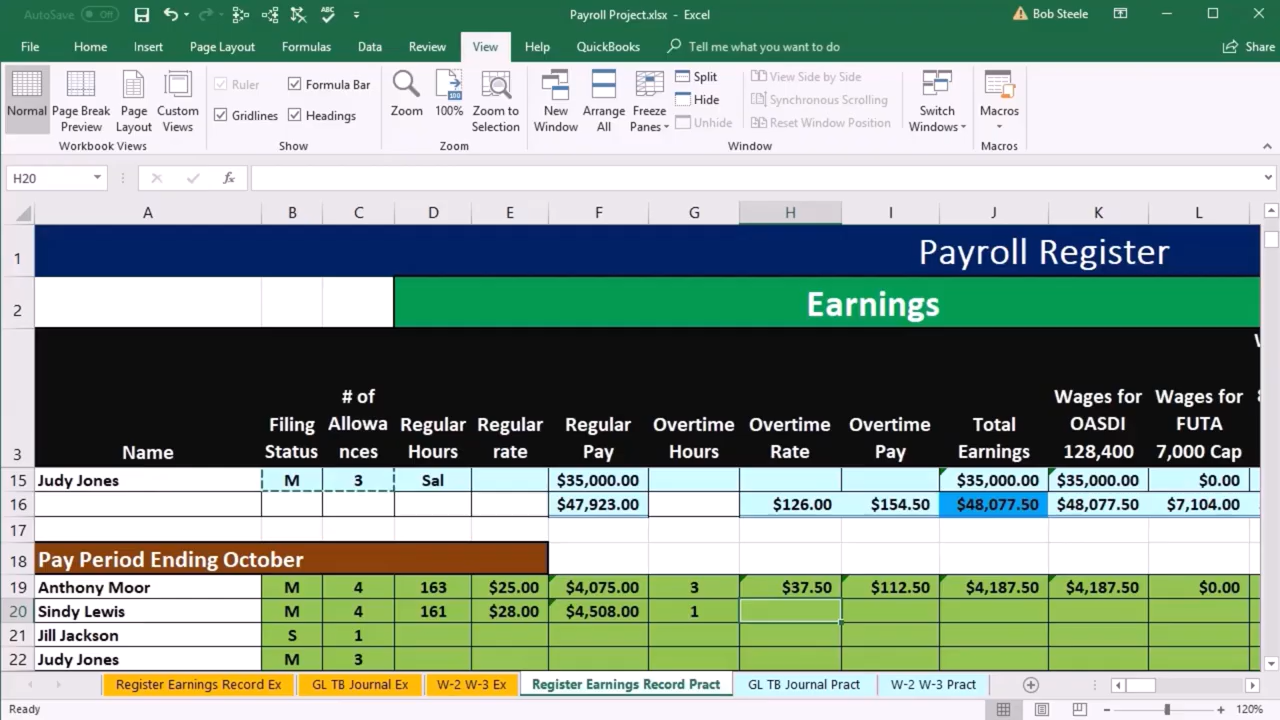 AutoSave Off Payroll Project.xlsx - Excel Bob Steele
File Home Insert Page Layout Formulas Data Review View Help QuickBooks Tell me what you want to do Share
Normal Page Break Preview Page Layout Custom Views
Workbook Views
Ruler Formula Bar
Gridlines Headings
Show
Zoom 100% Zoom to Selection
Zoom
New Window Arrange All Freeze Panes
Split
Hide
Unhide
View Side by Side
Synchronous Scrolling
Reset Window Position
Switch Windows
Window
Macros
Macros
H20 fx
A B C D E F G H I J K L
1 Payroll Register
2 Earnings
3 Name Filing Status # of Allowances Regular Hours Regular rate Regular Pay Overtime Hours Overtime Rate Overtime Pay Total Earnings Wages for OASDI 128,400 Wages for FUTA 7,000 Cap
15 Judy Jones M 3 Sal $35,000.00 $35,000.00 $35,000.00 $0.00
16 $47,923.00 $126.00 $154.50 $48,077.50 $48,077.50 $7,104.00
17
18 Pay Period Ending October
19 Anthony Moor M 4 163 $25.00 $4,075.00 3 $37.50 $112.50 $4,187.50 $4,187.50 $0.00
20 Sindy Lewis M 4 161 $28.00 $4,508.00 1
21 Jill Jackson S 1
22 Judy Jones M 3
Register Earnings Record Ex GL TB Journal Ex W-2 W-3 Ex Register Earnings Record Pract GL TB Journal Pract W-2 W-3 Pract
Ready 120%